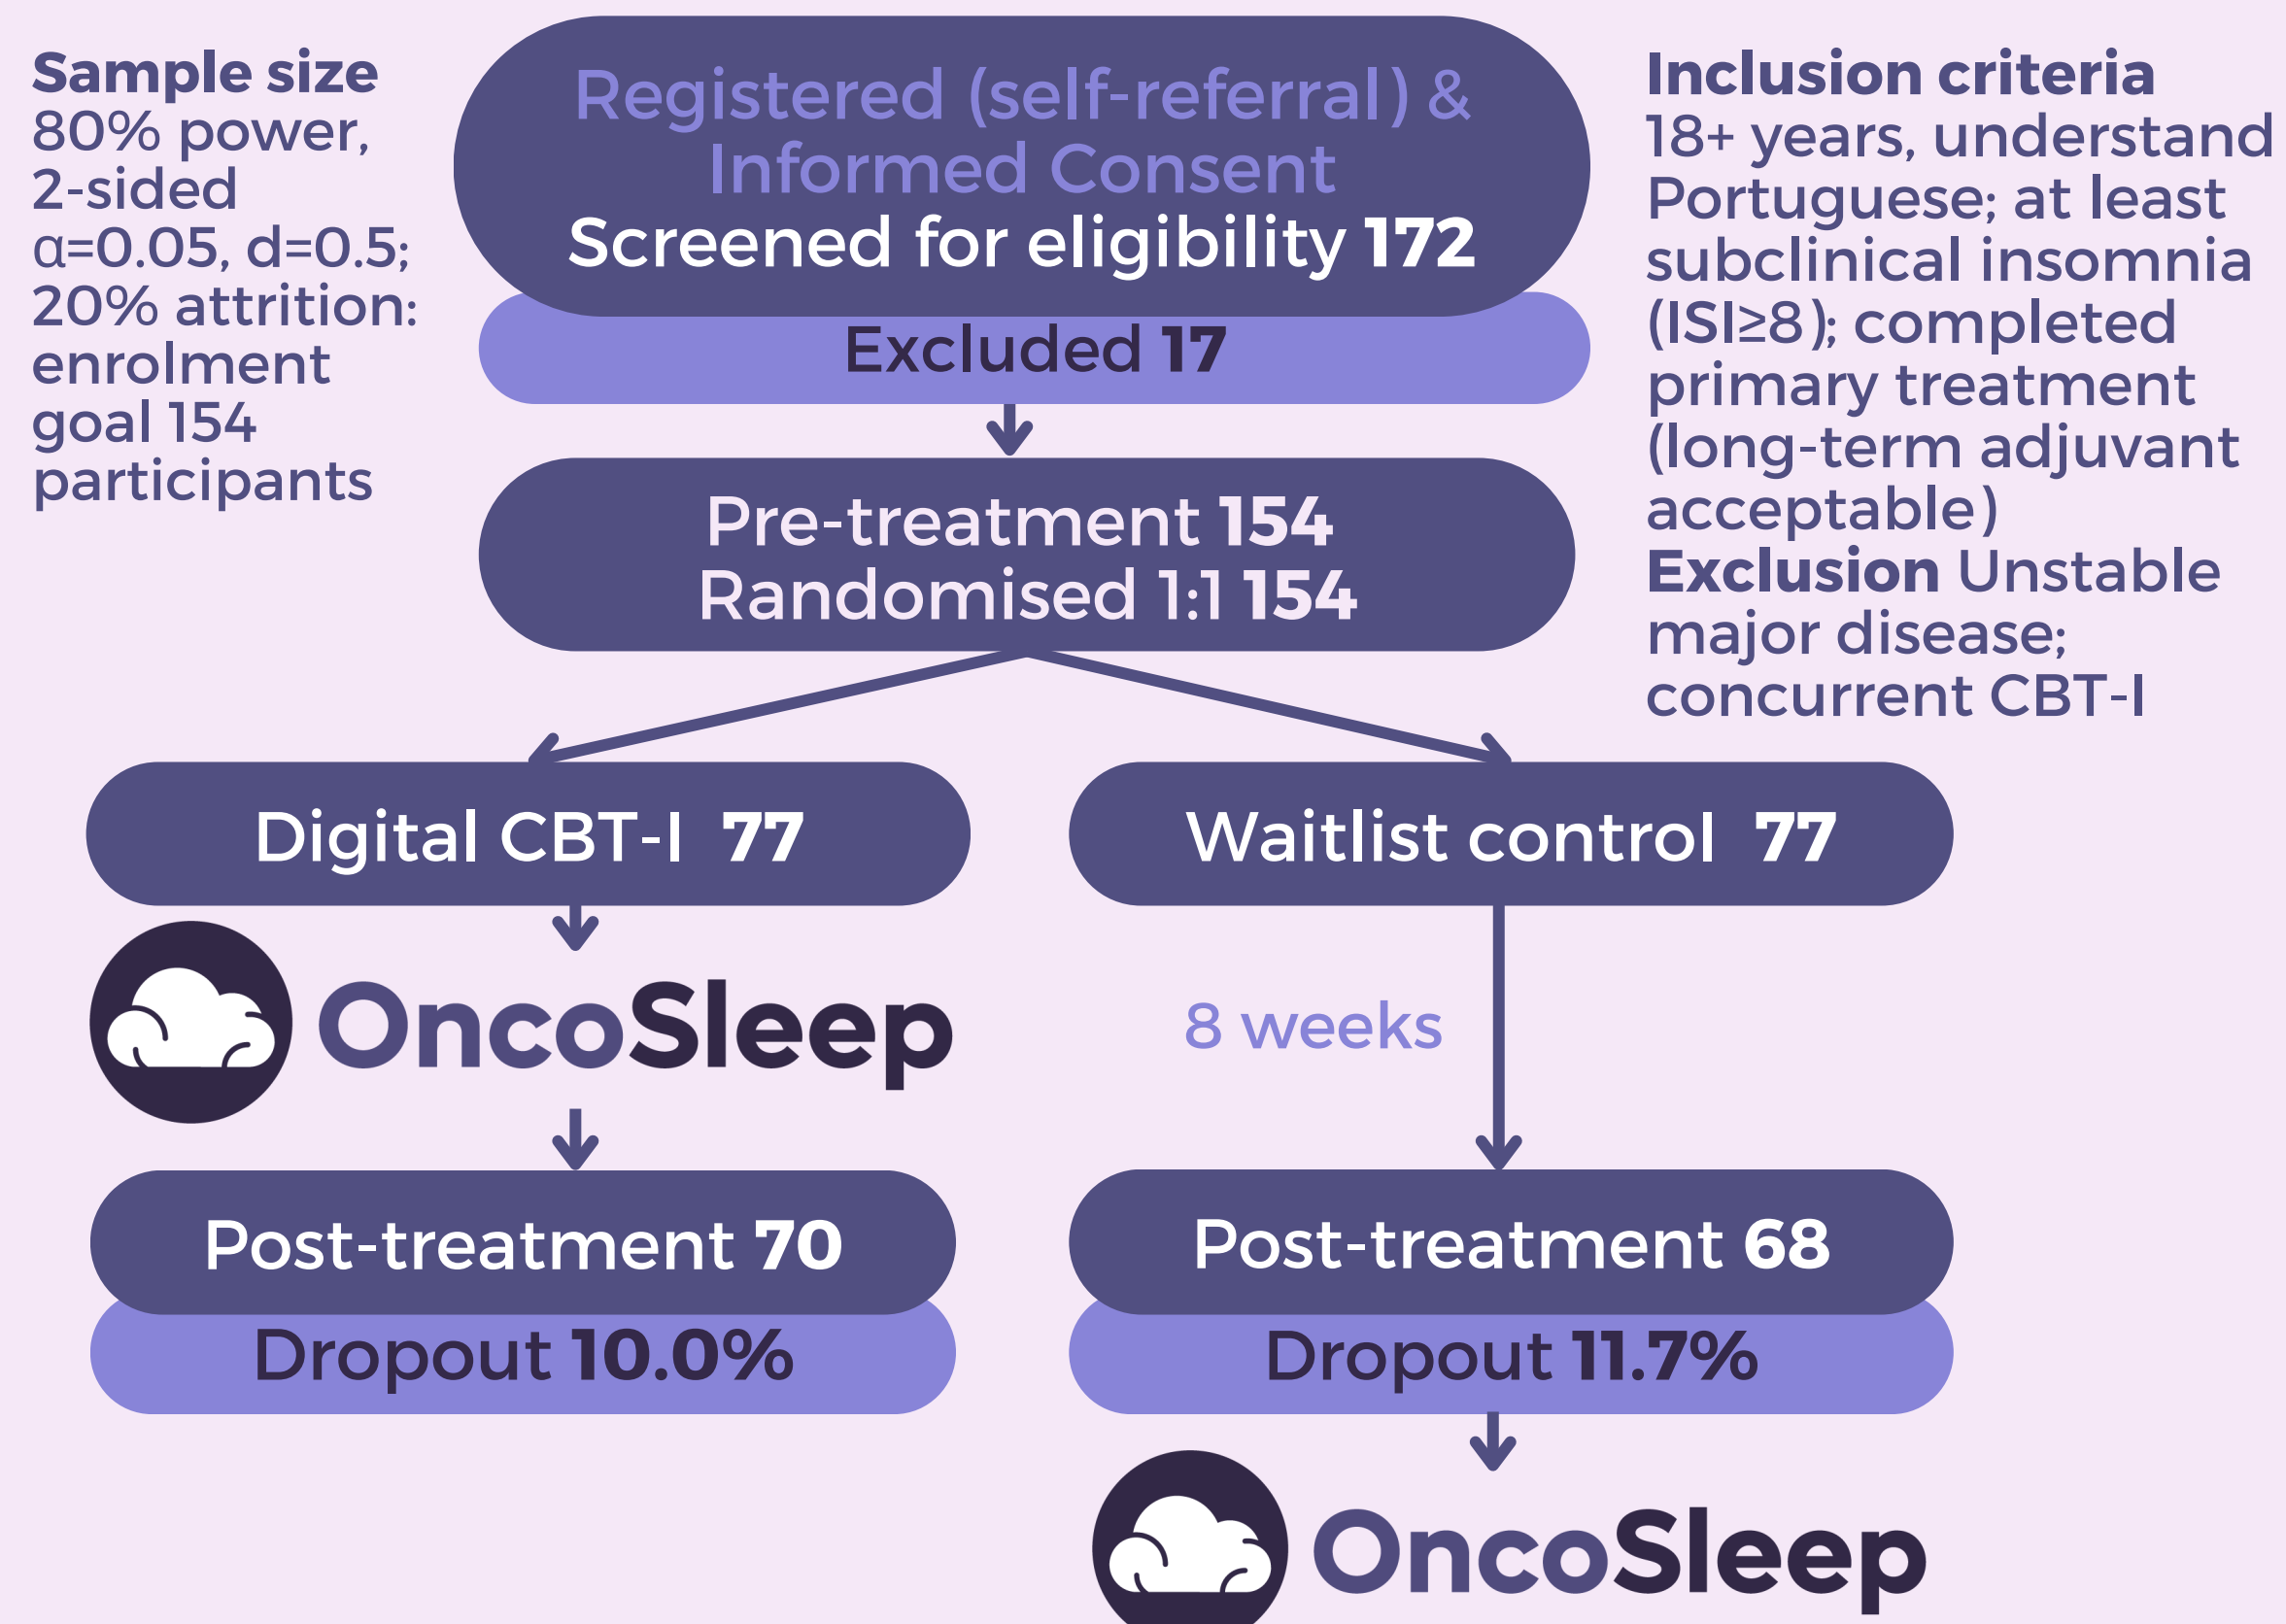 Sample size
80% power,
2-sided
α=0.05, d=0.5;
20% attrition:
enrolment
goal 154
participants
Registered (self-referral) &
Informed Consent
Screened for eligibility 172
Excluded 17
Inclusion criteria
18+ years, understand
Portuguese; at least
subclinical insomnia
(ISI≥8); completed
primary treatment
(long-term adjuvant
acceptable)
Exclusion Unstable
major disease;
concurrent CBT-I
Pre-treatment 154
Randomised 1:1 154
Digital CBT-I 77
Waitlist control 77
OncoSleep
8 weeks
Post-treatment 70
Dropout 10.0%
Post-treatment 68
Dropout 11.7%
OncoSleep